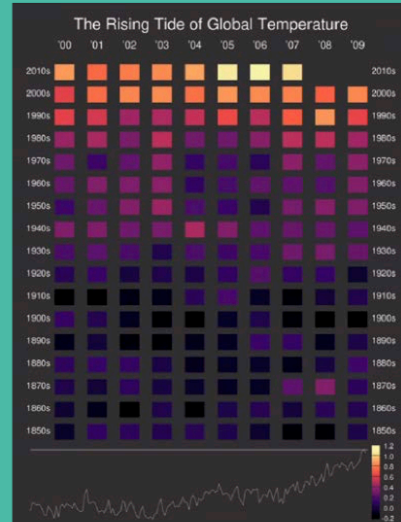 The Rising Tide of Global Temperature
'00 '01 '02 '03 '04 '05 '06 '07 '08 '09
2010s 2010s
2000s 2000s
1990s 1990s
1980s 1980s
1970s 1970s
1960s 1960s
1950s 1950s
1940s 1940s
1930s 1930s
1920s 1920s
1910s 1910s
1900s 1900s
1890s 1890s
1880s 1880s
1870s 1870s
1860s 1860s
1850s 1850s
1.2
1.0
0.8
0.6
0.4
0.2
0.0
-0.2